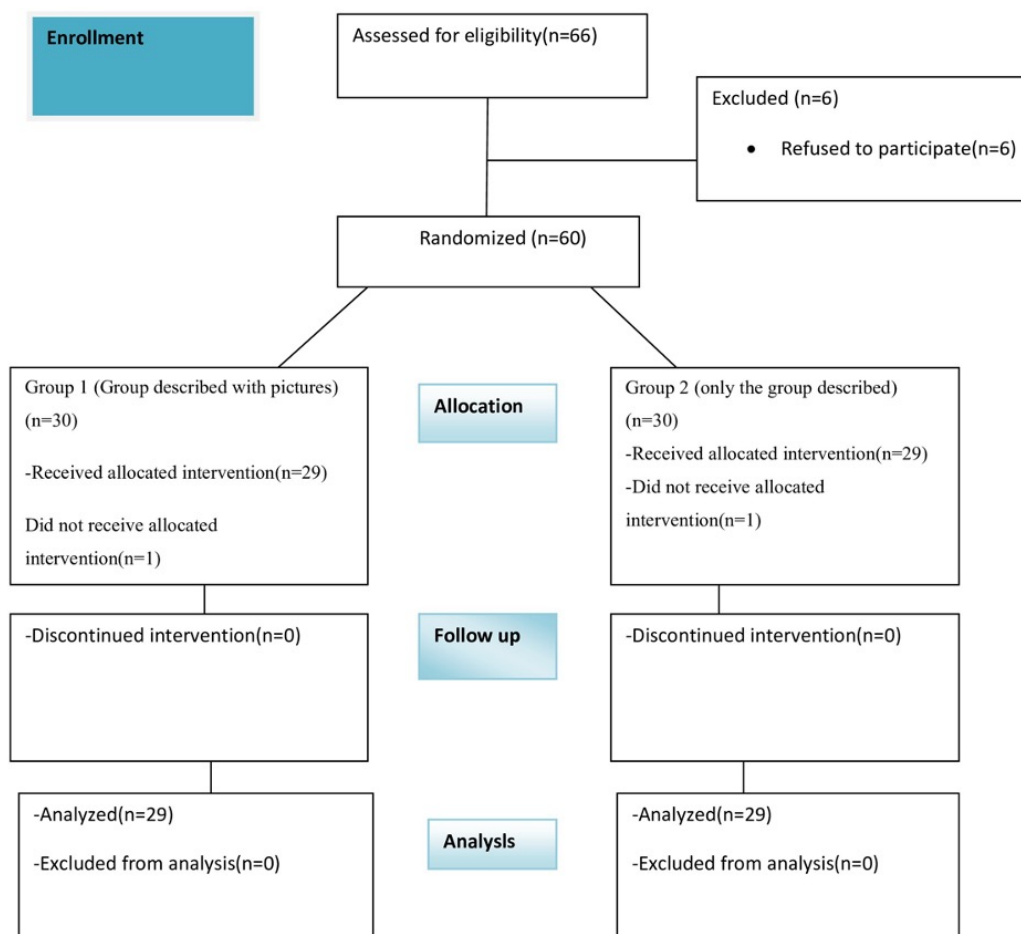 Enrollment
Assessed for eligibility(n=66)
Excluded (n=6)
• Refused to participate(n=6)
Randomized (n=60)
Group 1 (Group described with pictures)
(n=30)
-Received allocated intervention(n=29)
Did not receive allocated
intervention(n=1)
Allocation
Group 2 (only the group described)
(n=30)
-Received allocated intervention(n=29)
-Did not receive allocated
intervention(n=1)
-Discontinued intervention(n=0)
Follow up
-Discontinued intervention(n=0)
-Analyzed(n=29)
-Excluded from analysis(n=0)
Analysls
-Analyzed(n=29)
-Excluded from analysis(n=0)